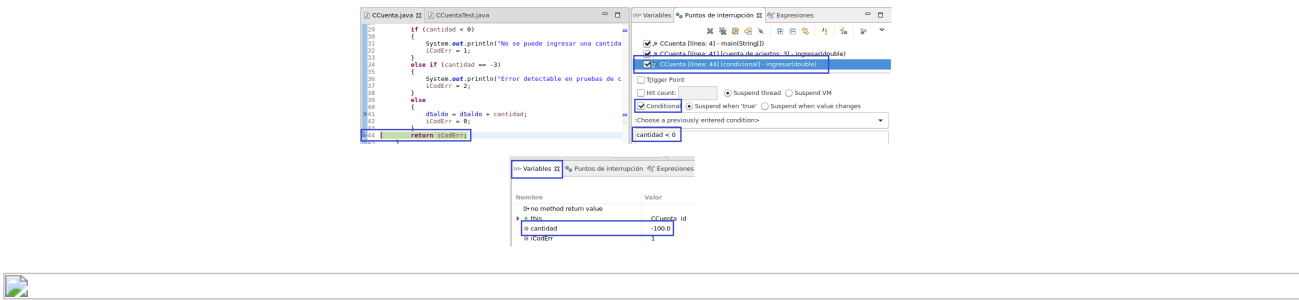 CCuenta.java CCuentaTest.java
29 if (cantidad < 0)
30 {
31 System.out.println("No se puede ingresar una cantida
32 iCodErr = 1;
33 }
34 else if (cantidad == -3)
35 {
36 System.out.println("Error detectable en pruebas de c
37 iCodErr = 2;
38 }
39 else
40 {
41 dSaldo = dSaldo + cantidad;
42 iCodErr = 0;
43 }
44 return iCodErr;
}
Variables Puntos de interrupción Expresiones
CCuenta [línea: 4] - main(String[])
CCuenta [línea: 41] [cuenta de aciertos: 3] - ingresar(double)
CCuenta [línea: 44] [condicional] - ingresar(double)
Trigger Point
Hit count: Suspend thread Suspend VM
Conditional Suspend when 'true' Suspend when value changes
<Choose a previously entered condition>
cantidad < 0
Variables Puntos de interrupción Expresiones
Nombre Valor
no method return value
this CCuenta id
cantidad -100.0
iCodErr 1